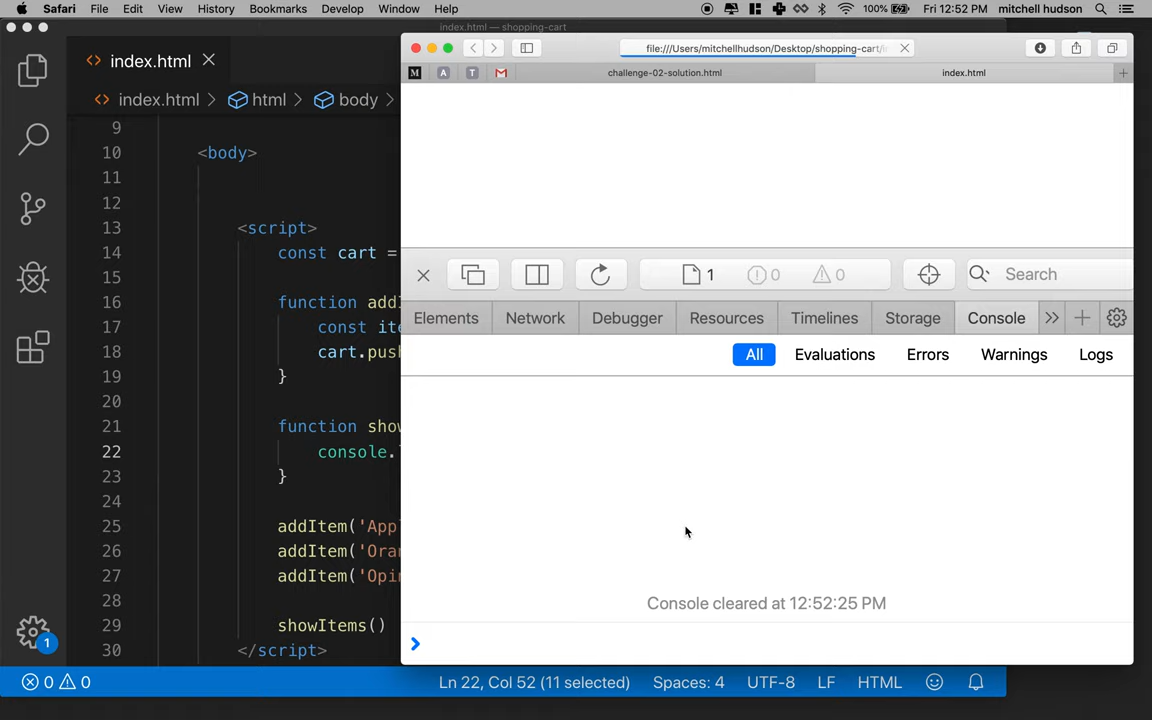 Safari File Edit View History Bookmarks Develop Window Help 100% Fri 12:52 PM mitchell hudson
index.html — shopping-cart
file:///Users/mitchellhudson/Desktop/shopping-cart/
index.html
M A T challenge-02-solution.html index.html
index.html > html > body >
9
10 <body>
11
12
13 <script>
14 const cart =
15
16 function addI
17 const ite
18 cart.pus
19 }
20
21 function show
22 console.
23 }
24
25 addItem('App
26 addItem('Ora
27 addItem('Opi
28
29 showItems()
30 </script>
1 0 0 Search
Elements Network Debugger Resources Timelines Storage Console
All Evaluations Errors Warnings Logs
Console cleared at 12:52:25 PM
1
0 0 Ln 22, Col 52 (11 selected) Spaces: 4 UTF-8 LF HTML